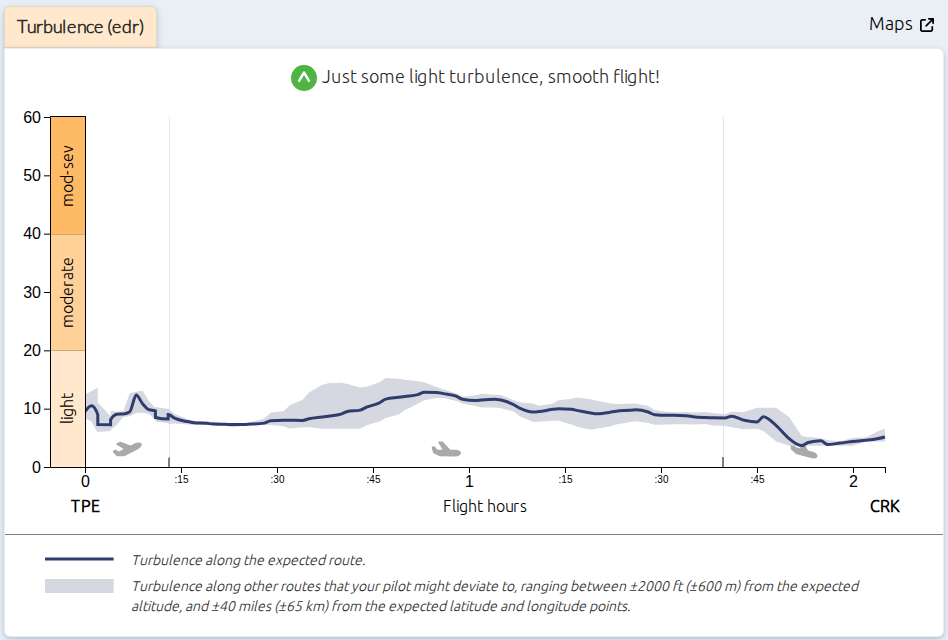 Turbulence (edr)
Maps
Just some light turbulence, smooth flight!
60
50
40
30
20
10
0
mod-sev
moderate
light
0 :15 :30 :45 1 :15 :30 :45 2
TPE Flight hours CRK
Turbulence along the expected route.
Turbulence along other routes that your pilot might deviate to, ranging between ±2000 ft (±600 m) from the expected
altitude, and ±40 miles (±65 km) from the expected latitude and longitude points.